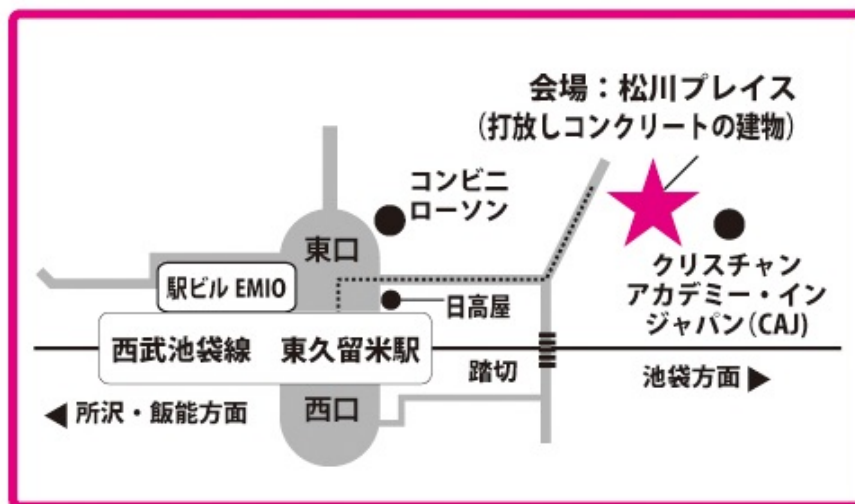 会場：松川プレイス
(打放しコンクリートの建物)
コンビニ
ローソン
東口
駅ビル EMIO
日高屋
クリスチャン
アカデミー・イン
ジャパン(CAJ)
西武池袋線　東久留米駅
踏切
池袋方面▶
◀所沢・飯能方面
西口